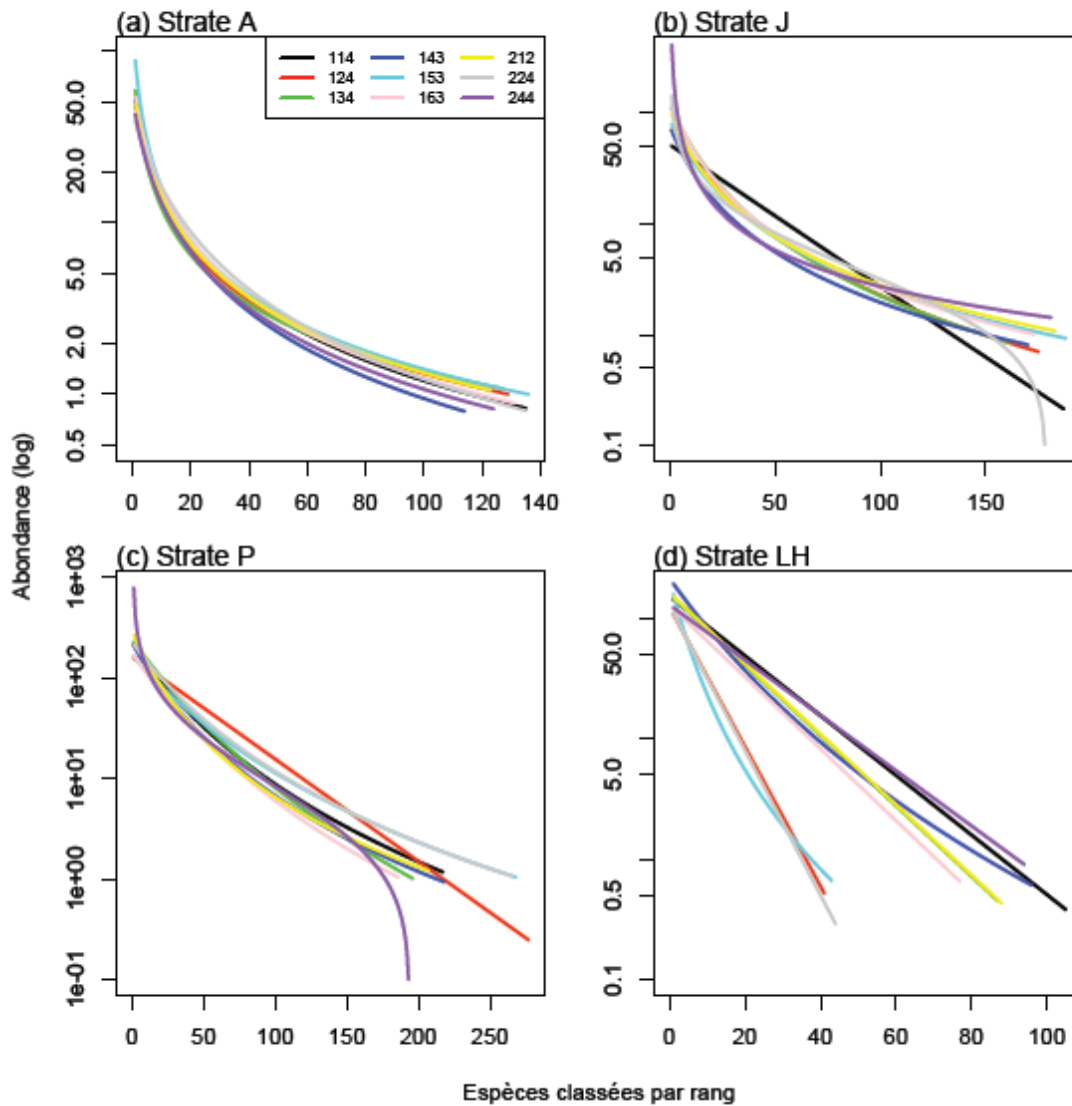 (a) Strate A
114 143 212
124 153 224
134 163 244
50.0
20.0
5.0
2.0
1.0
0.5
0 20 40 60 80 100 120 140
(b) Strate J
50.0
5.0
0.5
0.1
0 50 100 150
Abondance (log)
(c) Strate P
1e+03
1e+02
1e+01
1e+00
1e-01
0 50 100 150 200 250
(d) Strate LH
50.0
5.0
0.5
0.1
0 20 40 60 80 100
Espèces classées par rang